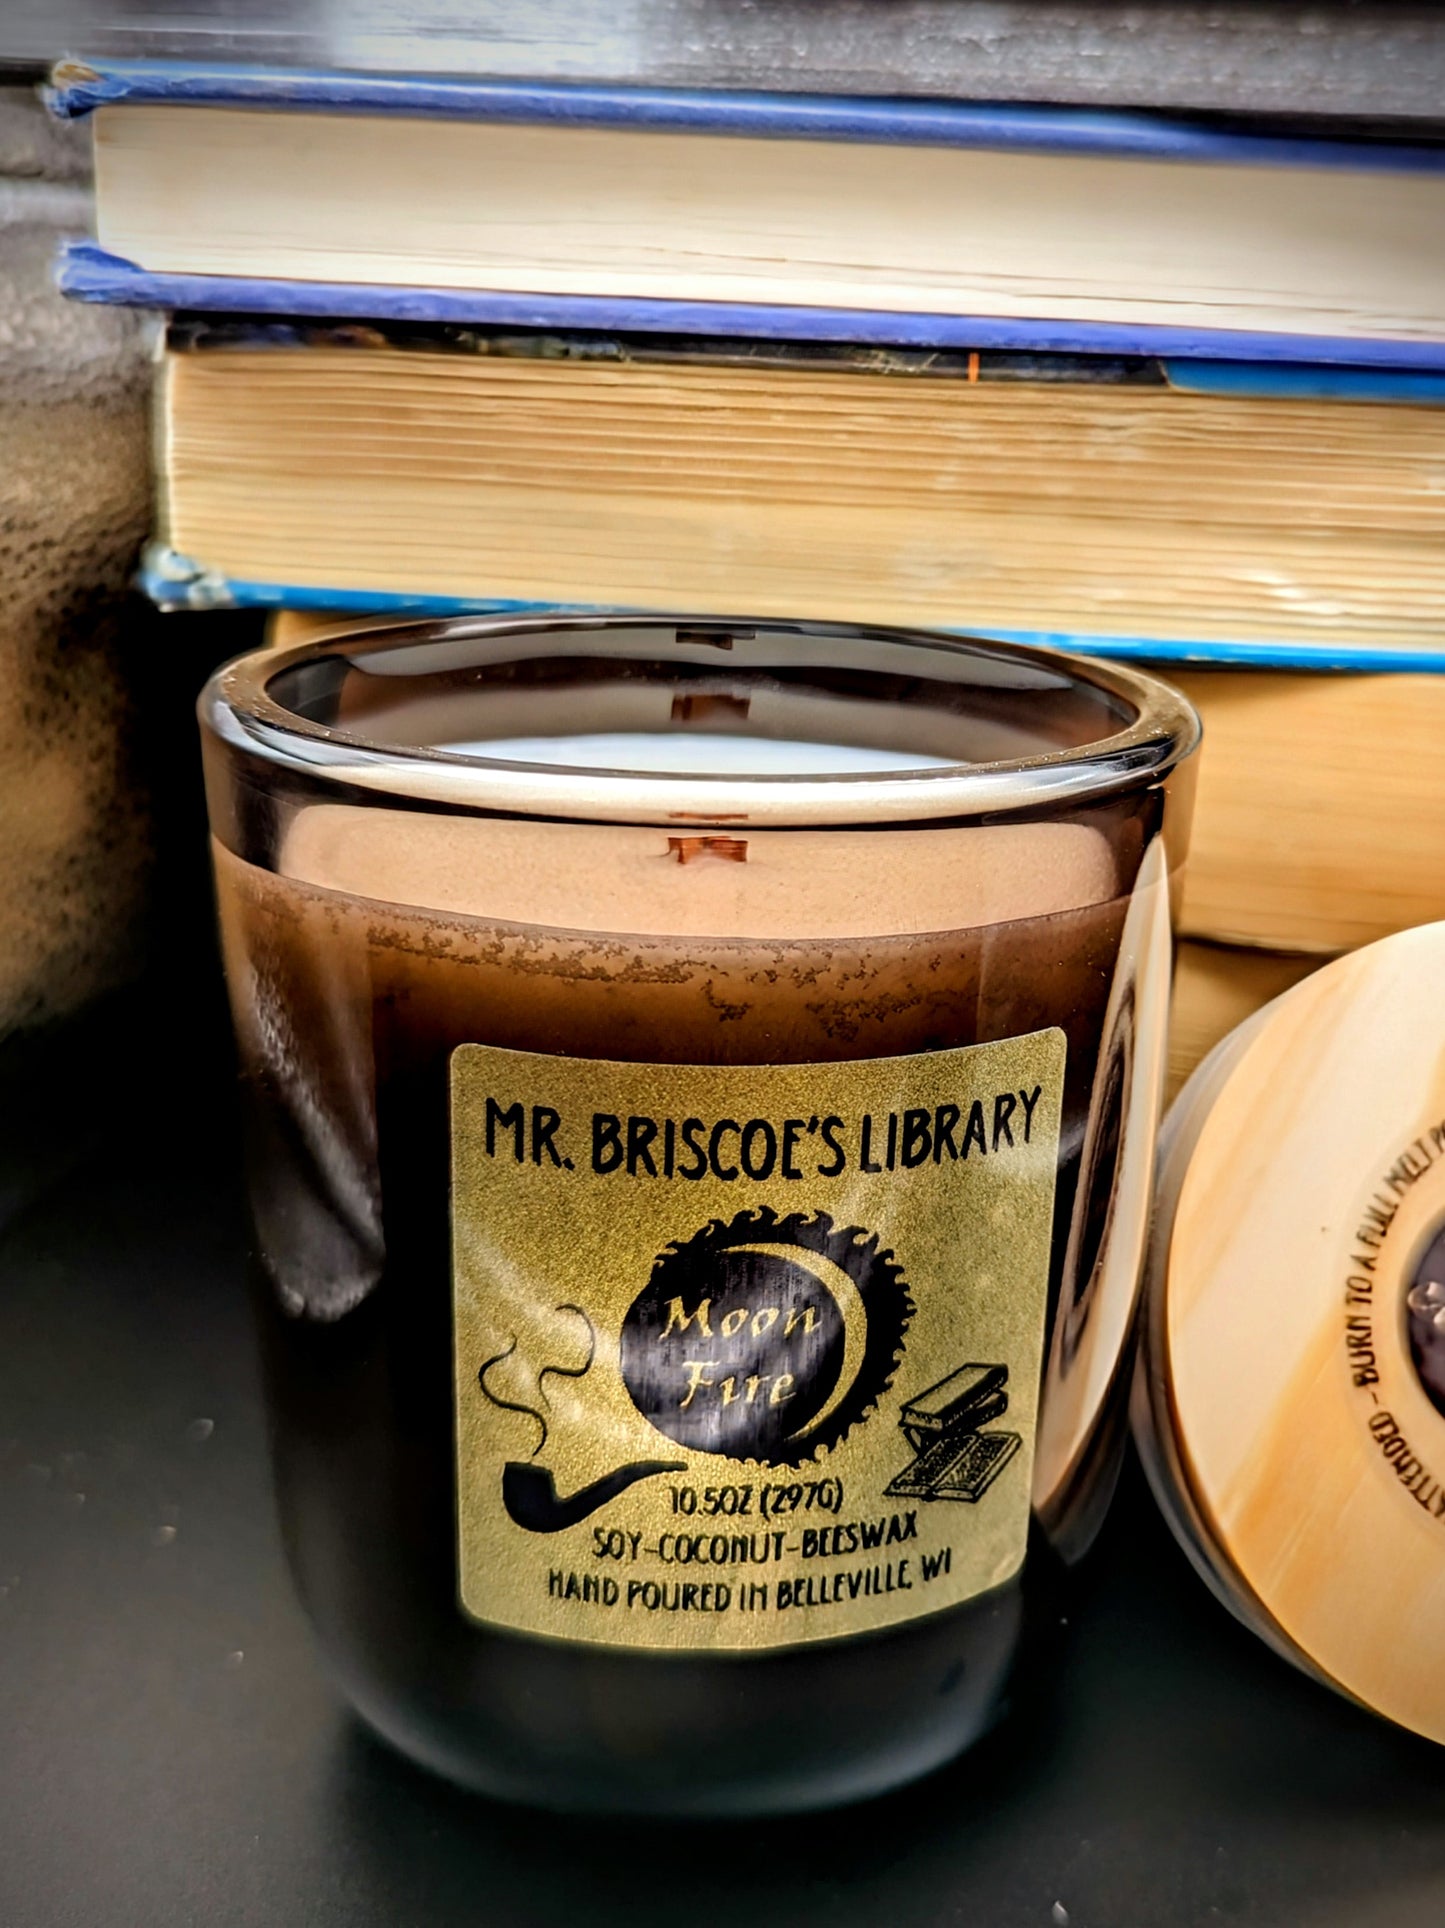 MR. BRISCOE'S LIBRARY
Moon
Fire
10.5OZ (297G)
SOY-COCONUT-BEESWAX
HAND POURED IN BELLEVILLE, WI
- BURN TO A FULL MELT